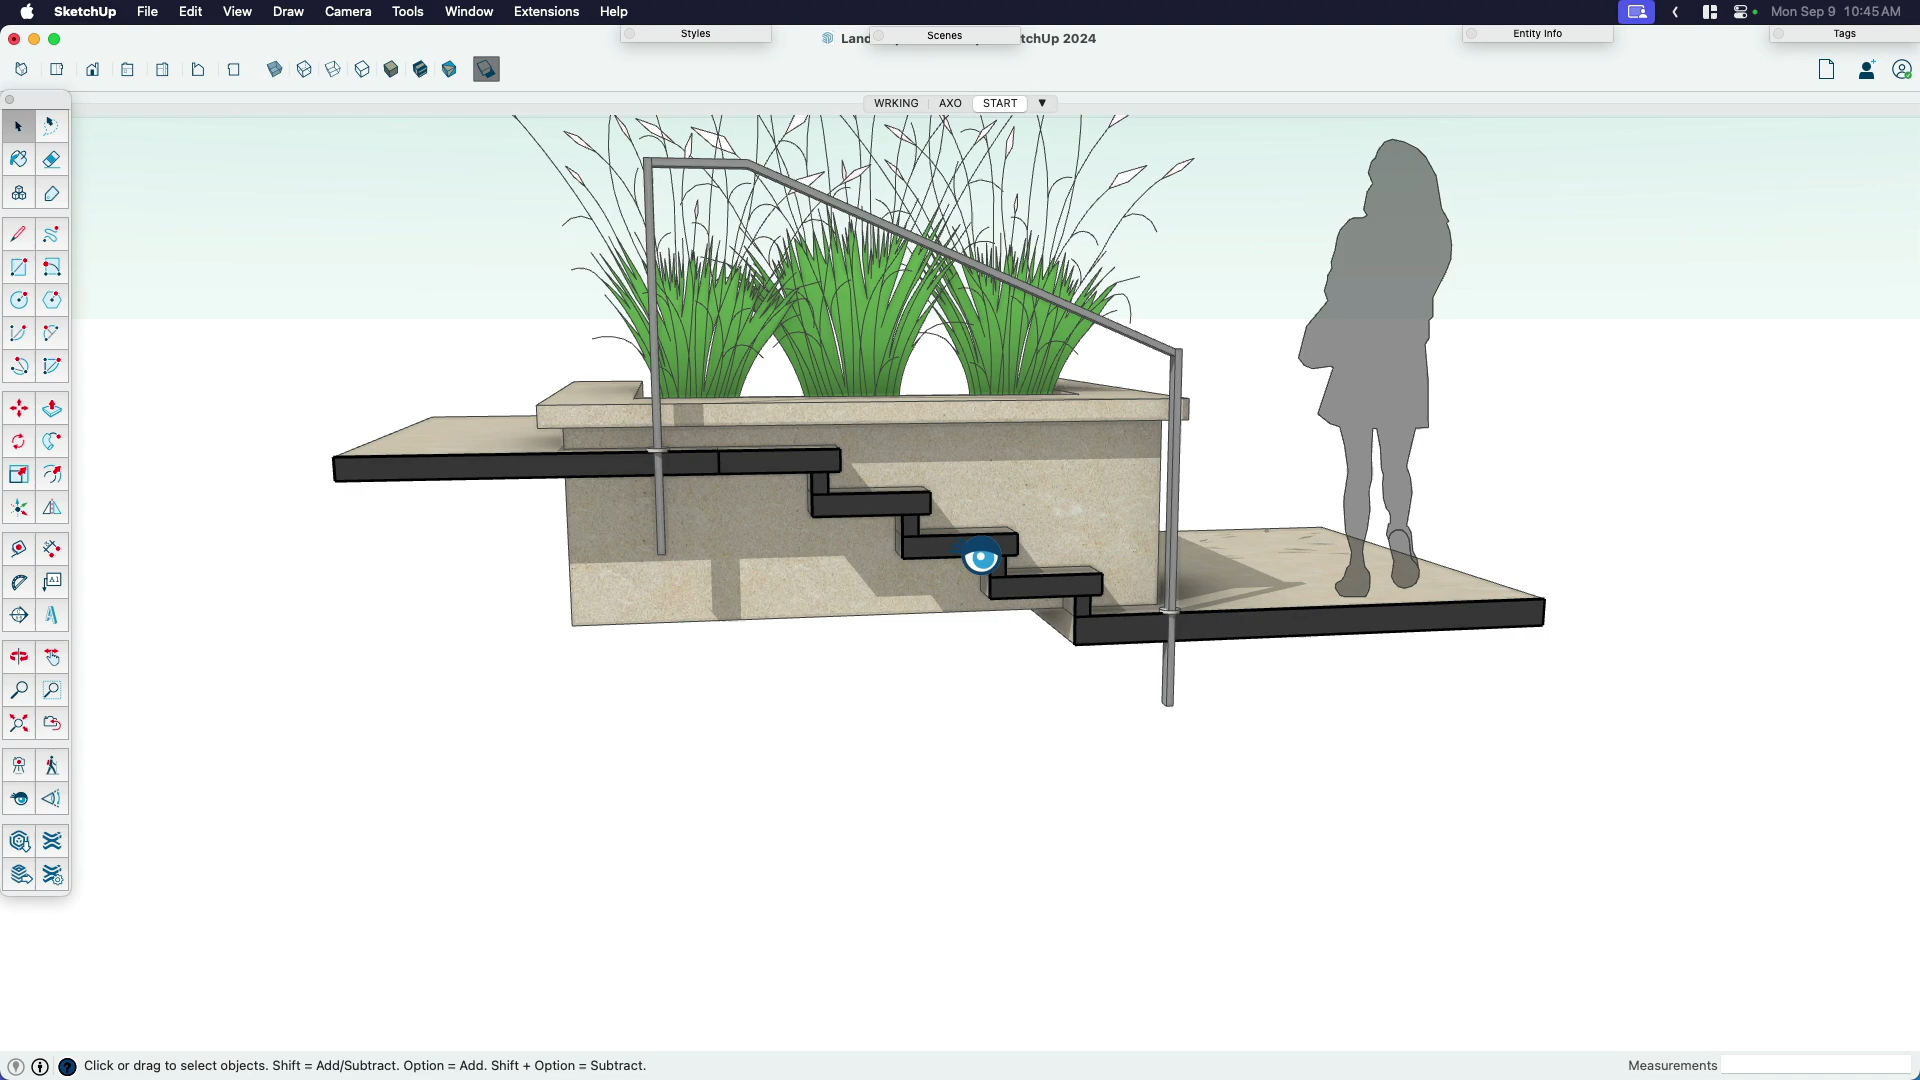 SketchUp File Edit View Draw Camera Tools Window Extensions Help Mon Sep 9 10:45AM
Styles Scenes Entity Info Tags
Land tchUp 2024
WRKING AXO START
A1
Click or drag to select objects. Shift = Add/Subtract. Option = Add. Shift + Option = Subtract. Measurements